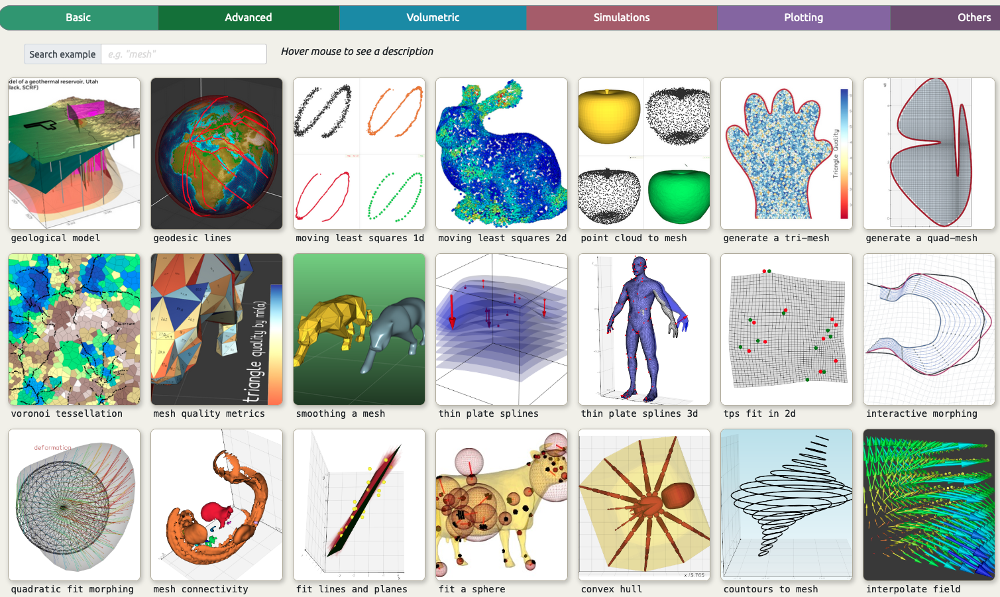 Basic
Advanced
Volumetric
Simulations
Plotting
Others
Search example
e.g. "mesh"
Hover mouse to see a description
del of a geothermal reservoir, Utah
lack, SCRF)
Triangle Quality
geological model
geodesic lines
moving least squares 1d
moving least squares 2d
point cloud to mesh
generate a tri-mesh
generate a quad-mesh
triangle quality by min(a)
voronoi tessellation
mesh quality metrics
smoothing a mesh
thin plate splines
thin plate splines 3d
tps fit in 2d
interactive morphing
deformation
x /5.765
quadratic fit morphing
mesh connectivity
fit lines and planes
fit a sphere
convex hull
countours to mesh
interpolate field